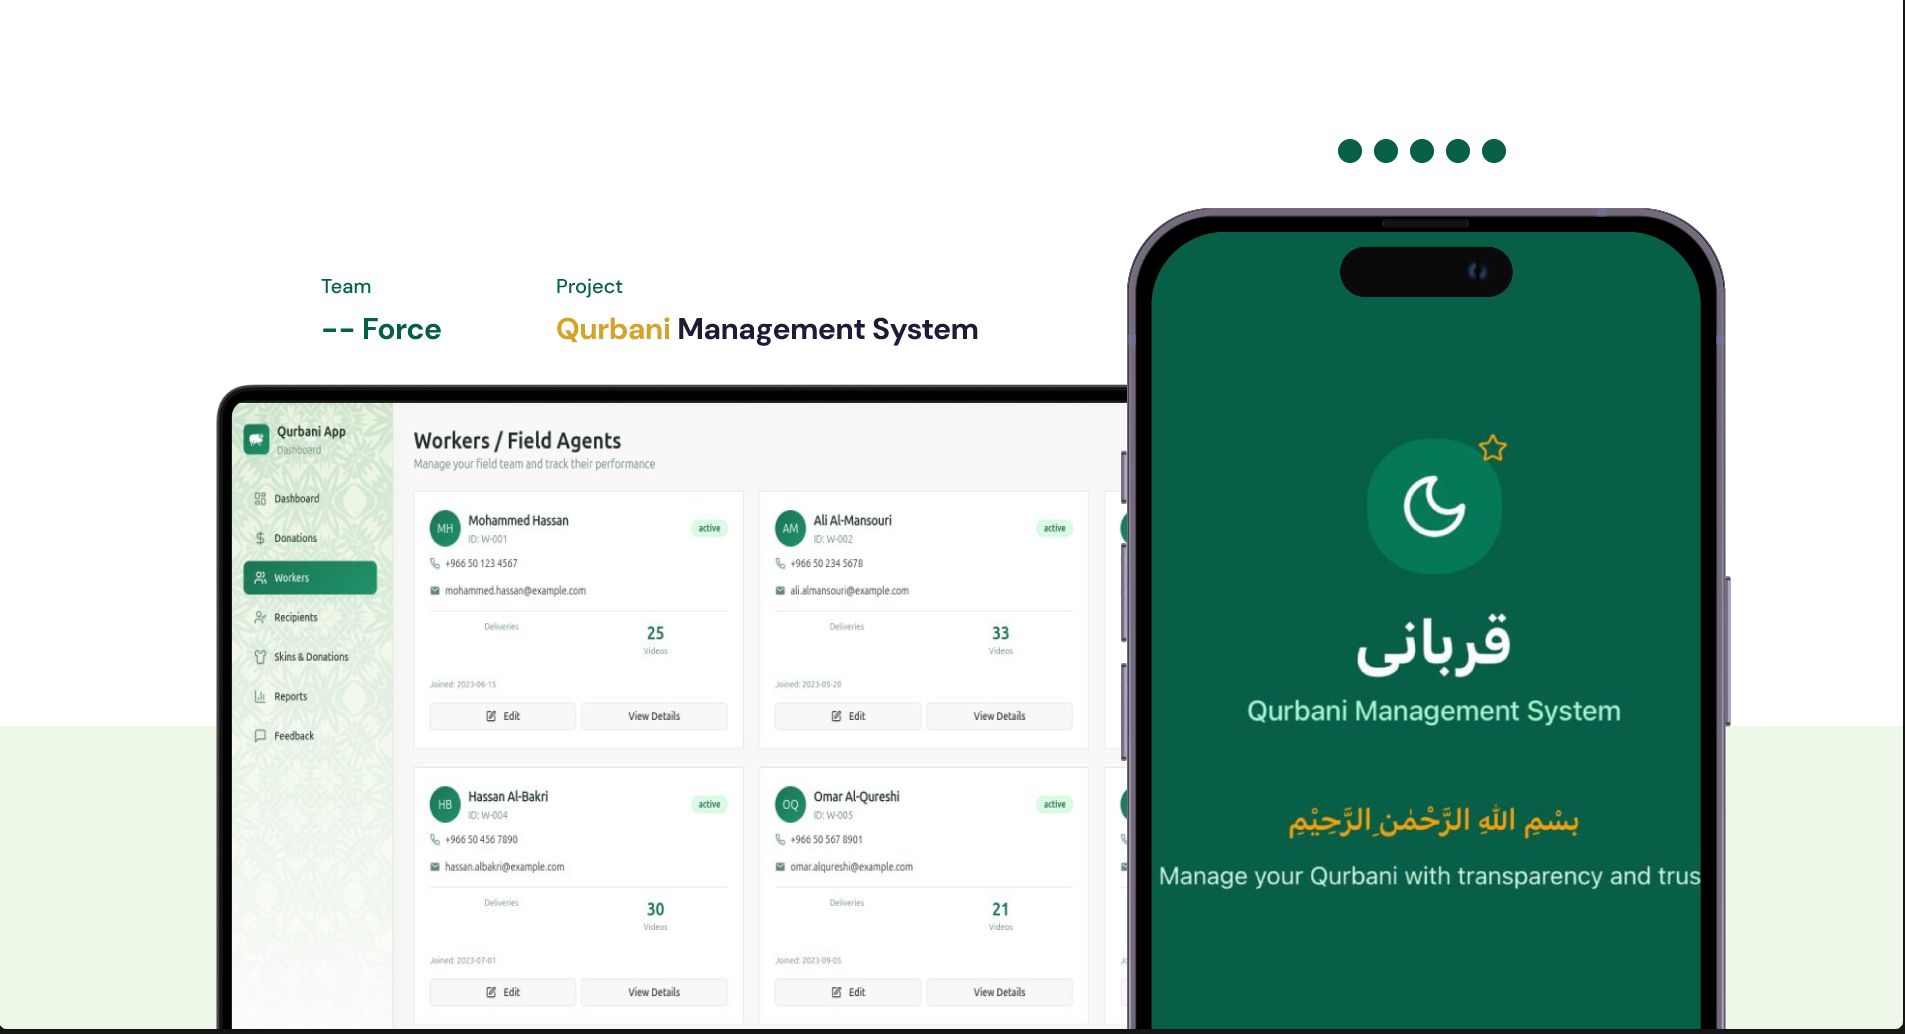 Team
-- Force
Project
Qurbani Management System
Qurbani App
Dashboard
Dashboard
Donations
Workers
Recipients
Skins & Donations
Reports
Feedback
Workers / Field Agents
Manage your field team and track their performance
MH
Mohammed Hassan
ID: W-001
active
+966 50 123 4567
mohammed.hassan@example.com
Deliveries
25
Videos
Joined: 2023-06-15
Edit
View Details
AM
Ali Al-Mansouri
ID: W-002
active
+966 50 234 5678
ali.almansouri@example.com
Deliveries
33
Videos
Joined: 2023-05-20
Edit
View Details
HB
Hassan Al-Bakri
ID: W-004
active
+966 50 456 7890
hassan.albakri@example.com
Deliveries
30
Videos
Joined: 2023-07-01
Edit
View Details
OQ
Omar Al-Qureshi
ID: W-005
active
+966 50 567 8901
omar.alqureshi@example.com
Deliveries
21
Videos
Joined: 2023-09-05
Edit
View Details
قربانی
Qurbani Management System
بِسْمِ اللهِ الرَّحْمٰنِ الرَّحِيْمِ
Manage your Qurbani with transparency and trus